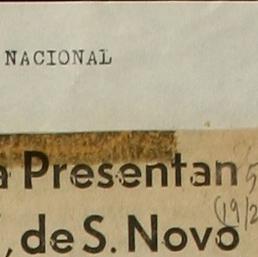 NACIONAL
a Presentan
, de S. Novo